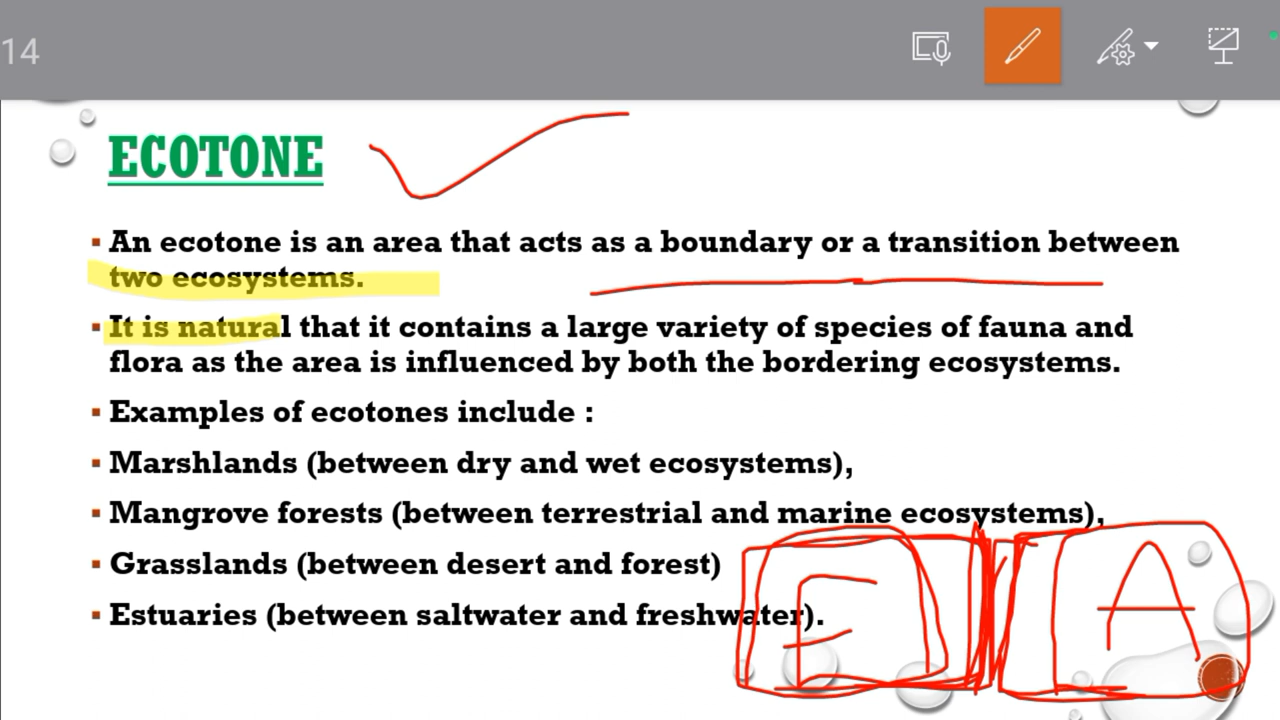 14
ECOTONE
▪ An ecotone is an area that acts as a boundary or a transition between
two ecosystems.
▪ It is natural that it contains a large variety of species of fauna and
flora as the area is influenced by both the bordering ecosystems.
▪ Examples of ecotones include :
▪ Marshlands (between dry and wet ecosystems),
▪ Mangrove forests (between terrestrial and marine ecosystems),
▪ Grasslands (between desert and forest)
▪ Estuaries (between saltwater and freshwater).
E A